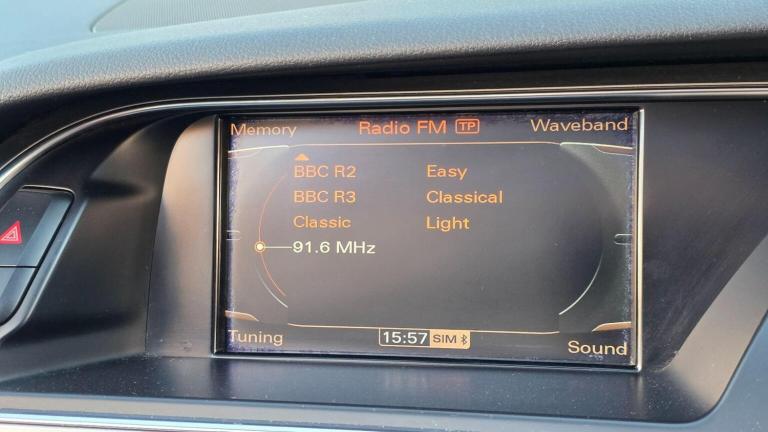 Memory Radio FM TP Waveband
BBC R2 Easy
BBC R3 Classical
Classic Light
91.6 MHz
Tuning 15:57 SIM Sound